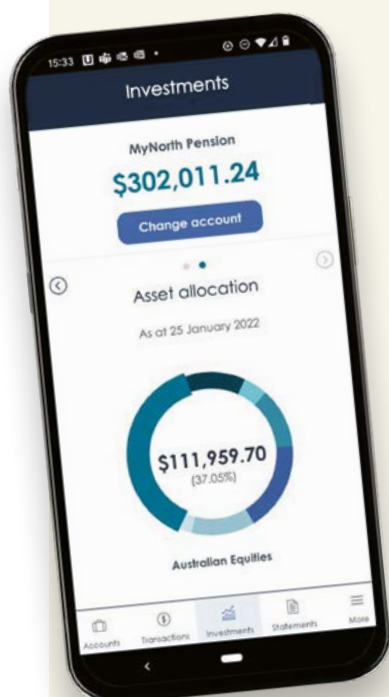 15:33
Investments
MyNorth Pension
$302,011.24
Change account
Asset allocation
As at 25 January 2022
$111,959.70
(37.05%)
Australian Equities
Accounts Transactions Investments Statements More